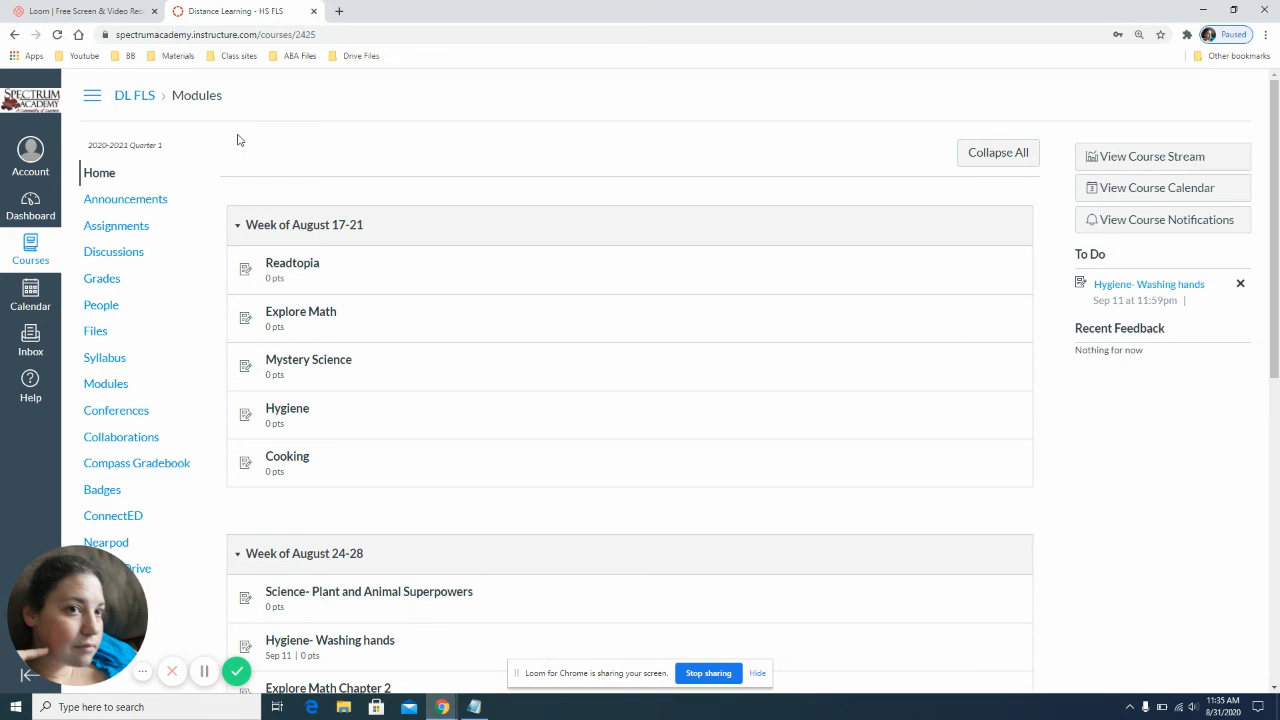 Loom | Free Screen & Video Rec
Distance Learning - HS FLS
spectrumacademy.instructure.com/courses/2425
Paused
Apps
Youtube
BB
Materials
Class sites
ABA Files
Drive Files
Other bookmarks
SPECTRUM
ACADEMY
DL FLS › Modules
2020-2021 Quarter 1
Account
Dashboard
Courses
Calendar
Inbox
Help
Home
Announcements
Assignments
Discussions
Grades
People
Files
Syllabus
Modules
Conferences
Collaborations
Compass Gradebook
Badges
ConnectED
Nearpod
Drive
Collapse All
Week of August 17-21
Readtopia
0 pts
Explore Math
0 pts
Mystery Science
0 pts
Hygiene
0 pts
Cooking
0 pts
Week of August 24-28
Science- Plant and Animal Superpowers
0 pts
Hygiene- Washing hands
Sep 11 | 0 pts
Explore Math Chapter 2
View Course Stream
View Course Calendar
View Course Notifications
To Do
Hygiene- Washing hands
Sep 11 at 11:59pm |
Recent Feedback
Nothing for now
Loom for Chrome is sharing your screen.
Stop sharing
Hide
Type here to search
11:35 AM
8/31/2020